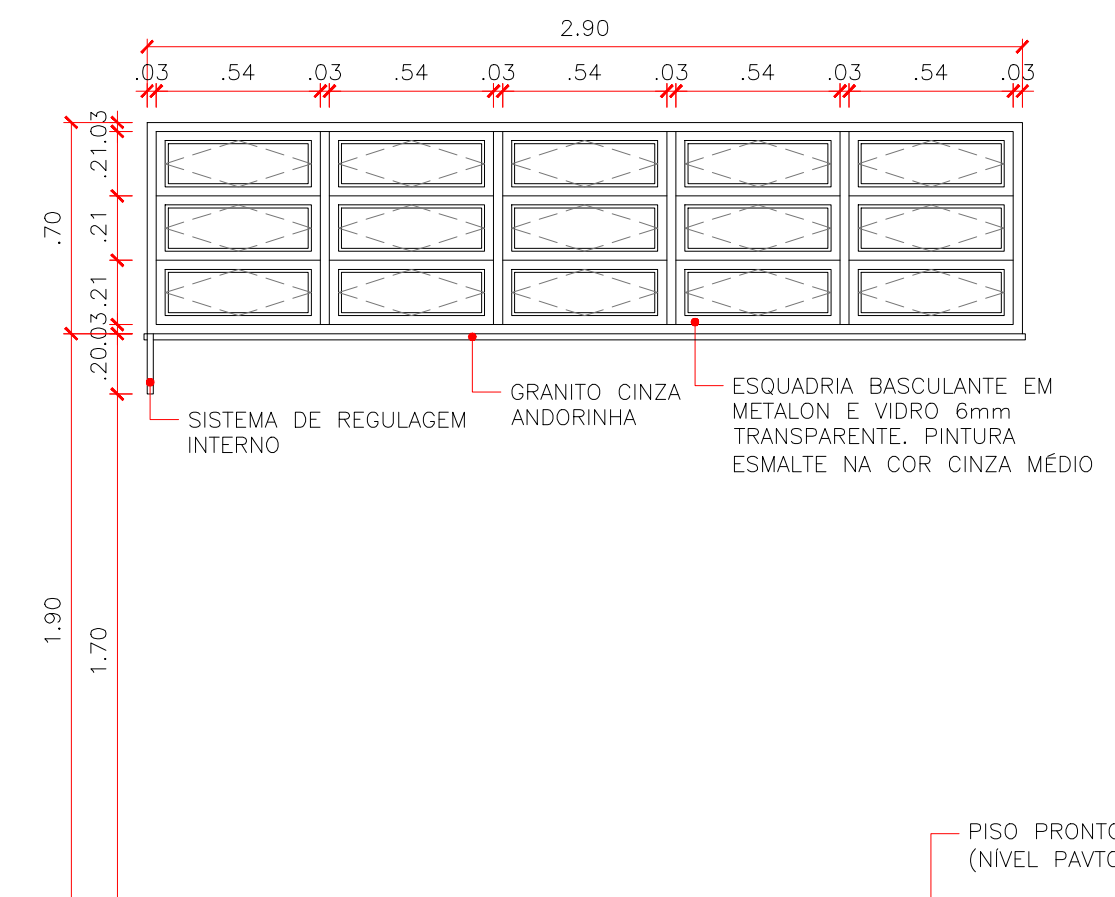 2.90
.03 .54 .03 .54 .03 .54 .03 .54 .03 .54 .03
.03
.21
.21
.21
.03
.20
.70
1.90
1.70
SISTEMA DE REGULAGEM
INTERNO
GRANITO CINZA
ANDORINHA
ESQUADRIA BASCULANTE EM
METALON E VIDRO 6mm
TRANSPARENTE. PINTURA
ESMALTE NA COR CINZA MÉDIO
PISO PRONTO
(NÍVEL PAVTO